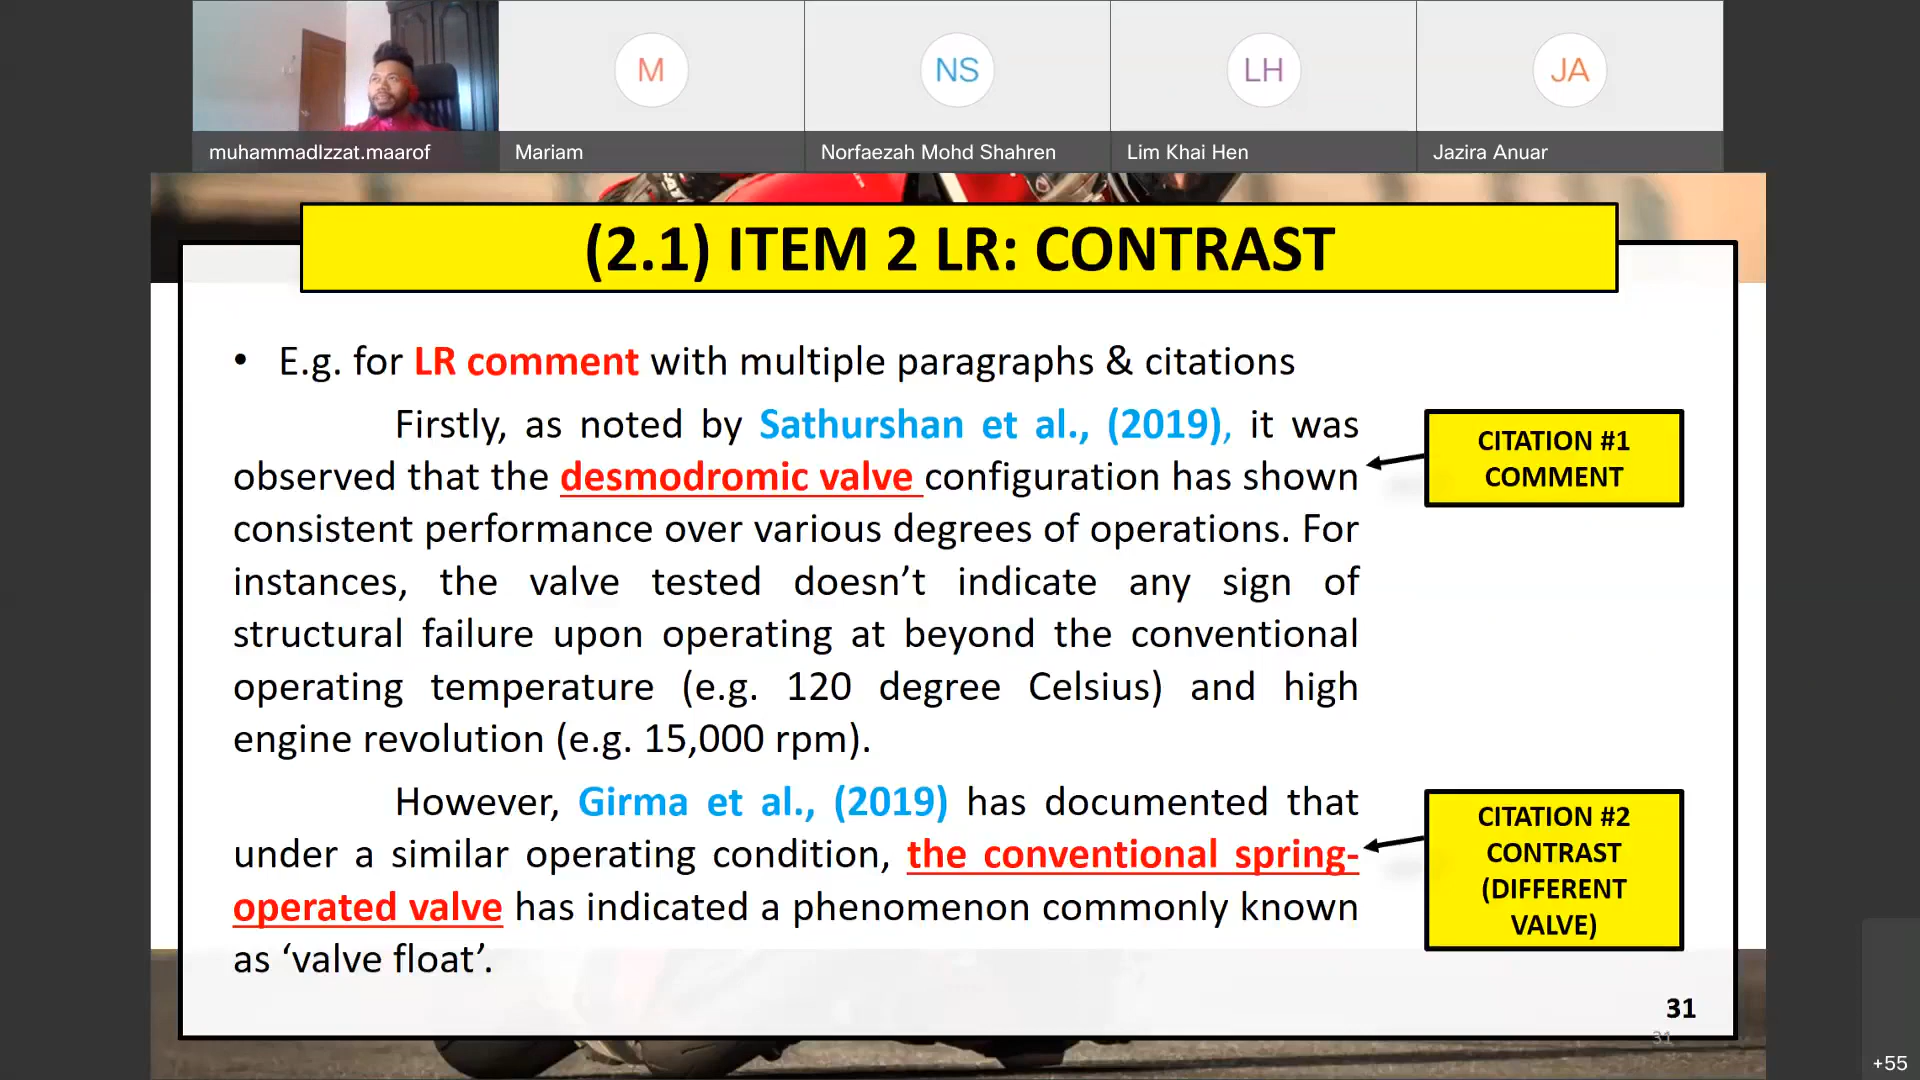 M
NS
LH
JA
muhammadIzzat.maarof
Mariam
Norfaezah Mohd Shahren
Lim Khai Hen
Jazira Anuar
(2.1) ITEM 2 LR: CONTRAST
• E.g. for LR comment with multiple paragraphs & citations
Firstly, as noted by Sathurshan et al., (2019), it was
observed that the desmodromic valve configuration has shown
consistent performance over various degrees of operations. For
instances, the valve tested doesn’t indicate any sign of
structural failure upon operating at beyond the conventional
operating temperature (e.g. 120 degree Celsius) and high
engine revolution (e.g. 15,000 rpm).
CITATION #1
COMMENT
However, Girma et al., (2019) has documented that
under a similar operating condition, the conventional spring-
operated valve has indicated a phenomenon commonly known
as ‘valve float’.
CITATION #2
CONTRAST
(DIFFERENT
VALVE)
31
31
+55